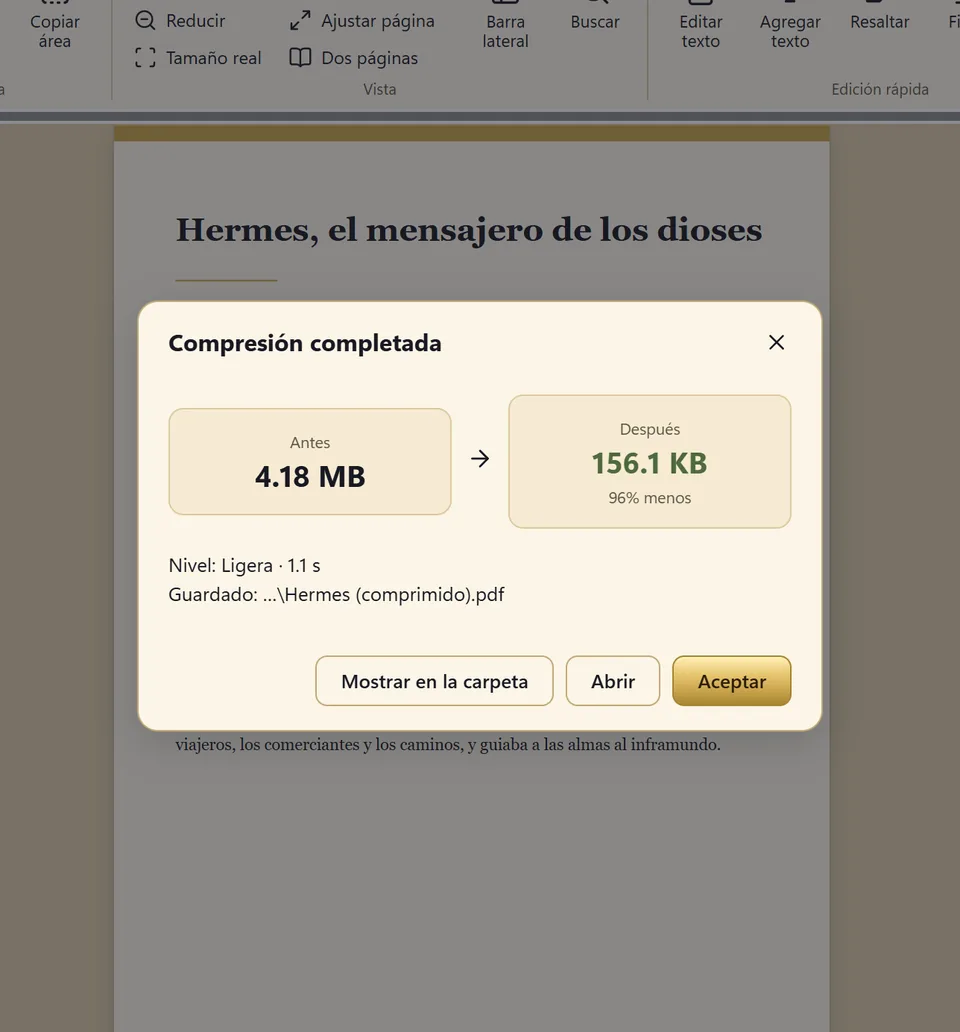 Copiar
área
Reducir
Tamaño real
Ajustar página
Dos páginas
Barra
lateral
Buscar
Vista
Editar
texto
Agregar
texto
Resaltar
Edición rápida
Hermes, el mensajero de los dioses
Compresión completada
Antes
4.18 MB
Después
156.1 KB
96% menos
Nivel: Ligera · 1.1 s
Guardado: ...\Hermes (comprimido).pdf
Mostrar en la carpeta
Abrir
Aceptar
viajeros, los comerciantes y los caminos, y guiaba a las almas al inframundo.